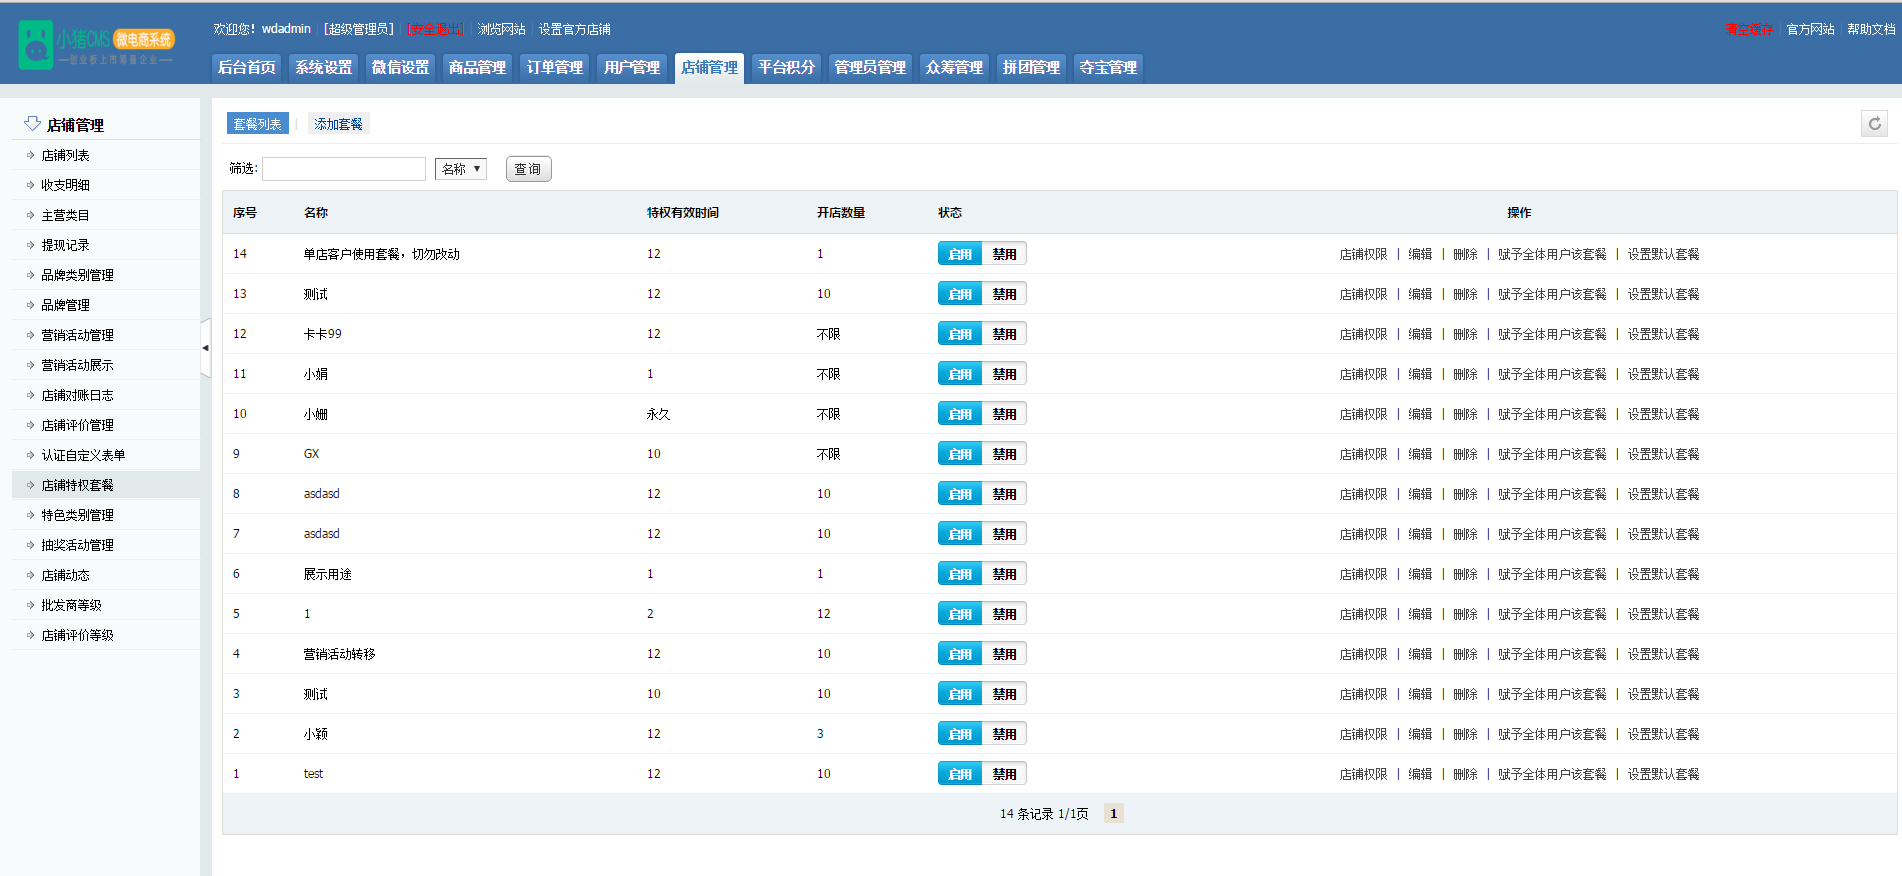 小猪CMS 微电商系统
—创业板上市筹备企业—
欢迎您! wdadmin | [超级管理员] | [安全退出] | 浏览网站 | 设置官方店铺
清空缓存 | 官方网站 | 帮助文档
后台首页 系统设置 微信设置 商品管理 订单管理 用户管理 店铺管理 平台积分 管理员管理 众筹管理 拼团管理 夺宝管理
店铺管理
店铺列表
收支明细
主营类目
提现记录
品牌类别管理
品牌管理
营销活动管理
营销活动展示
店铺对账日志
店铺评价管理
认证自定义表单
店铺特权套餐
特色类别管理
抽奖活动管理
店铺动态
批发商等级
店铺评价等级
套餐列表 | 添加套餐
筛选: 名称 ▼ 查询
序号 名称 特权有效时间 开店数量 状态 操作
14 单店客户使用套餐，切勿改动 12 1 启用 禁用 店铺权限 | 编辑 | 删除 | 赋予全体用户该套餐 | 设置默认套餐
13 测试 12 10 启用 禁用 店铺权限 | 编辑 | 删除 | 赋予全体用户该套餐 | 设置默认套餐
12 卡卡99 12 不限 启用 禁用 店铺权限 | 编辑 | 删除 | 赋予全体用户该套餐 | 设置默认套餐
11 小娟 1 不限 启用 禁用 店铺权限 | 编辑 | 删除 | 赋予全体用户该套餐 | 设置默认套餐
10 小姗 永久 不限 启用 禁用 店铺权限 | 编辑 | 删除 | 赋予全体用户该套餐 | 设置默认套餐
9 GX 10 不限 启用 禁用 店铺权限 | 编辑 | 删除 | 赋予全体用户该套餐 | 设置默认套餐
8 asdasd 12 10 启用 禁用 店铺权限 | 编辑 | 删除 | 赋予全体用户该套餐 | 设置默认套餐
7 asdasd 12 10 启用 禁用 店铺权限 | 编辑 | 删除 | 赋予全体用户该套餐 | 设置默认套餐
6 展示用途 1 1 启用 禁用 店铺权限 | 编辑 | 删除 | 赋予全体用户该套餐 | 设置默认套餐
5 1 2 12 启用 禁用 店铺权限 | 编辑 | 删除 | 赋予全体用户该套餐 | 设置默认套餐
4 营销活动转移 12 10 启用 禁用 店铺权限 | 编辑 | 删除 | 赋予全体用户该套餐 | 设置默认套餐
3 测试 10 10 启用 禁用 店铺权限 | 编辑 | 删除 | 赋予全体用户该套餐 | 设置默认套餐
2 小颖 12 3 启用 禁用 店铺权限 | 编辑 | 删除 | 赋予全体用户该套餐 | 设置默认套餐
1 test 12 10 启用 禁用 店铺权限 | 编辑 | 删除 | 赋予全体用户该套餐 | 设置默认套餐
14 条记录 1/1页 1